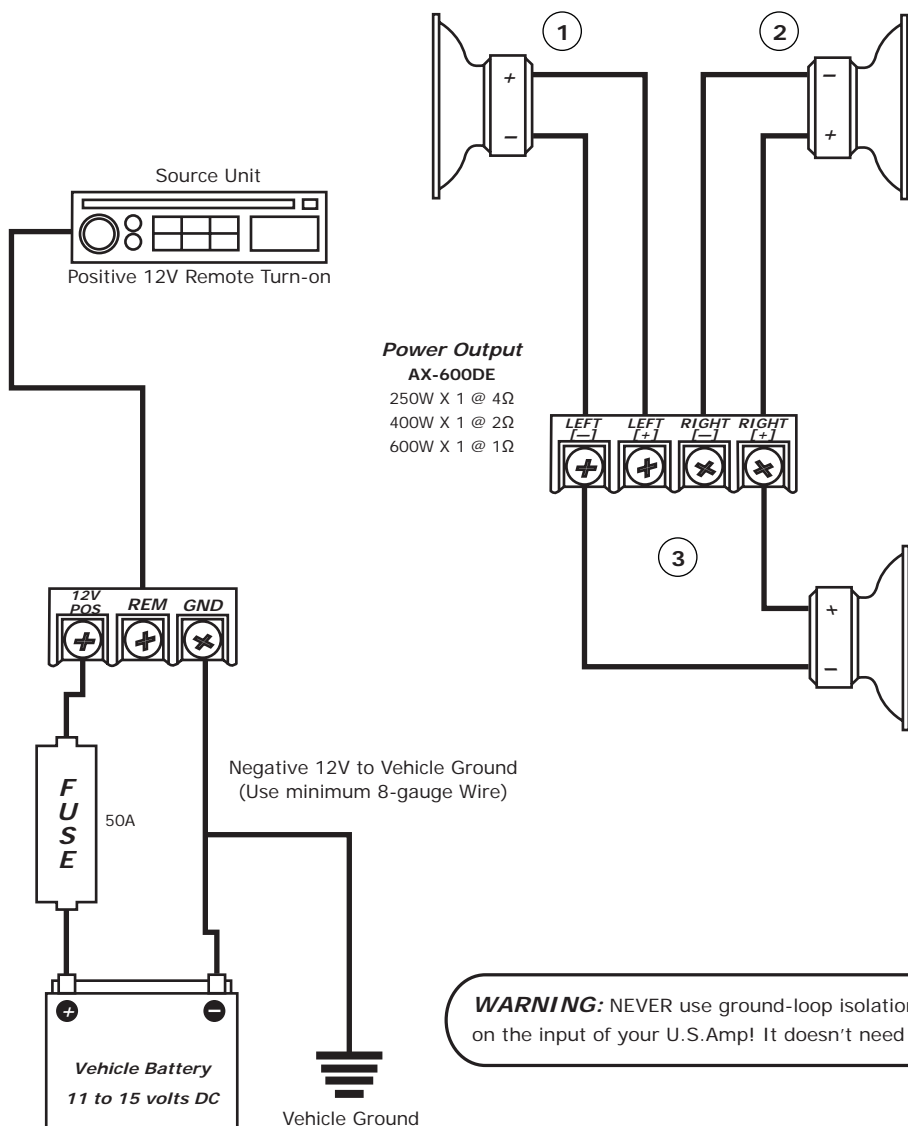 1
2
+
−
−
+
Source Unit
Positive 12V Remote Turn-on
Power Output
AX-600DE
250W X 1 @ 4Ω
400W X 1 @ 2Ω
600W X 1 @ 1Ω
LEFT [—] LEFT [+] RIGHT [—] RIGHT [+]
3
+
−
12V POS REM GND
Negative 12V to Vehicle Ground
(Use minimum 8-gauge Wire)
FUSE
50A
+ −
Vehicle Battery
11 to 15 volts DC
Vehicle Ground
WARNING: NEVER use ground-loop isolation
on the input of your U.S.Amp! It doesn't need